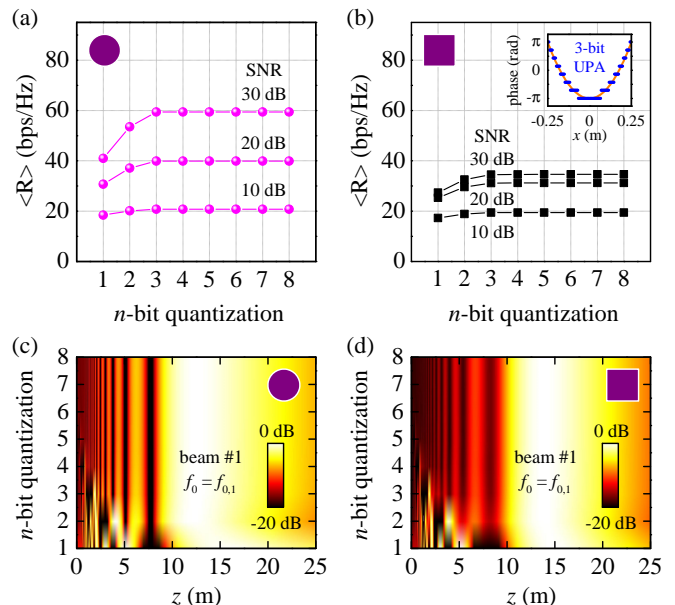 (a)
<R> (bps/Hz)
80
60
40
20
0
SNR
30 dB
20 dB
10 dB
1 2 3 4 5 6 7 8
n-bit quantization
(b)
<R> (bps/Hz)
80
60
40
20
0
phase (rad)
π
0
-π
3-bit
UPA
-0.25 0 0.25
x (m)
SNR
30 dB
20 dB
10 dB
1 2 3 4 5 6 7 8
n-bit quantization
(c)
n-bit quantization
8
7
6
5
4
3
2
1
0 dB
beam #1
f₀ = f₀,₁
-20 dB
0 5 10 15 20 25
z (m)
(d)
n-bit quantization
8
7
6
5
4
3
2
1
0 dB
beam #1
f₀ = f₀,₁
-20 dB
0 5 10 15 20 25
z (m)